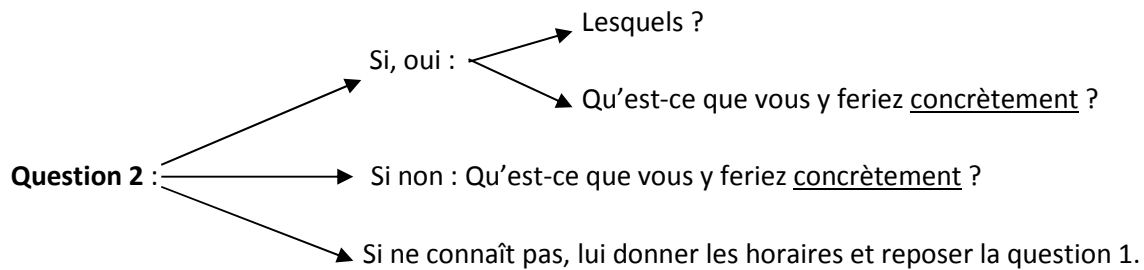 Lesquels ?
Si, oui :
Qu’est-ce que vous y feriez concrètement ?
Question 2 :
Si non : Qu’est-ce que vous y feriez concrètement ?
Si ne connaît pas, lui donner les horaires et reposer la question 1.